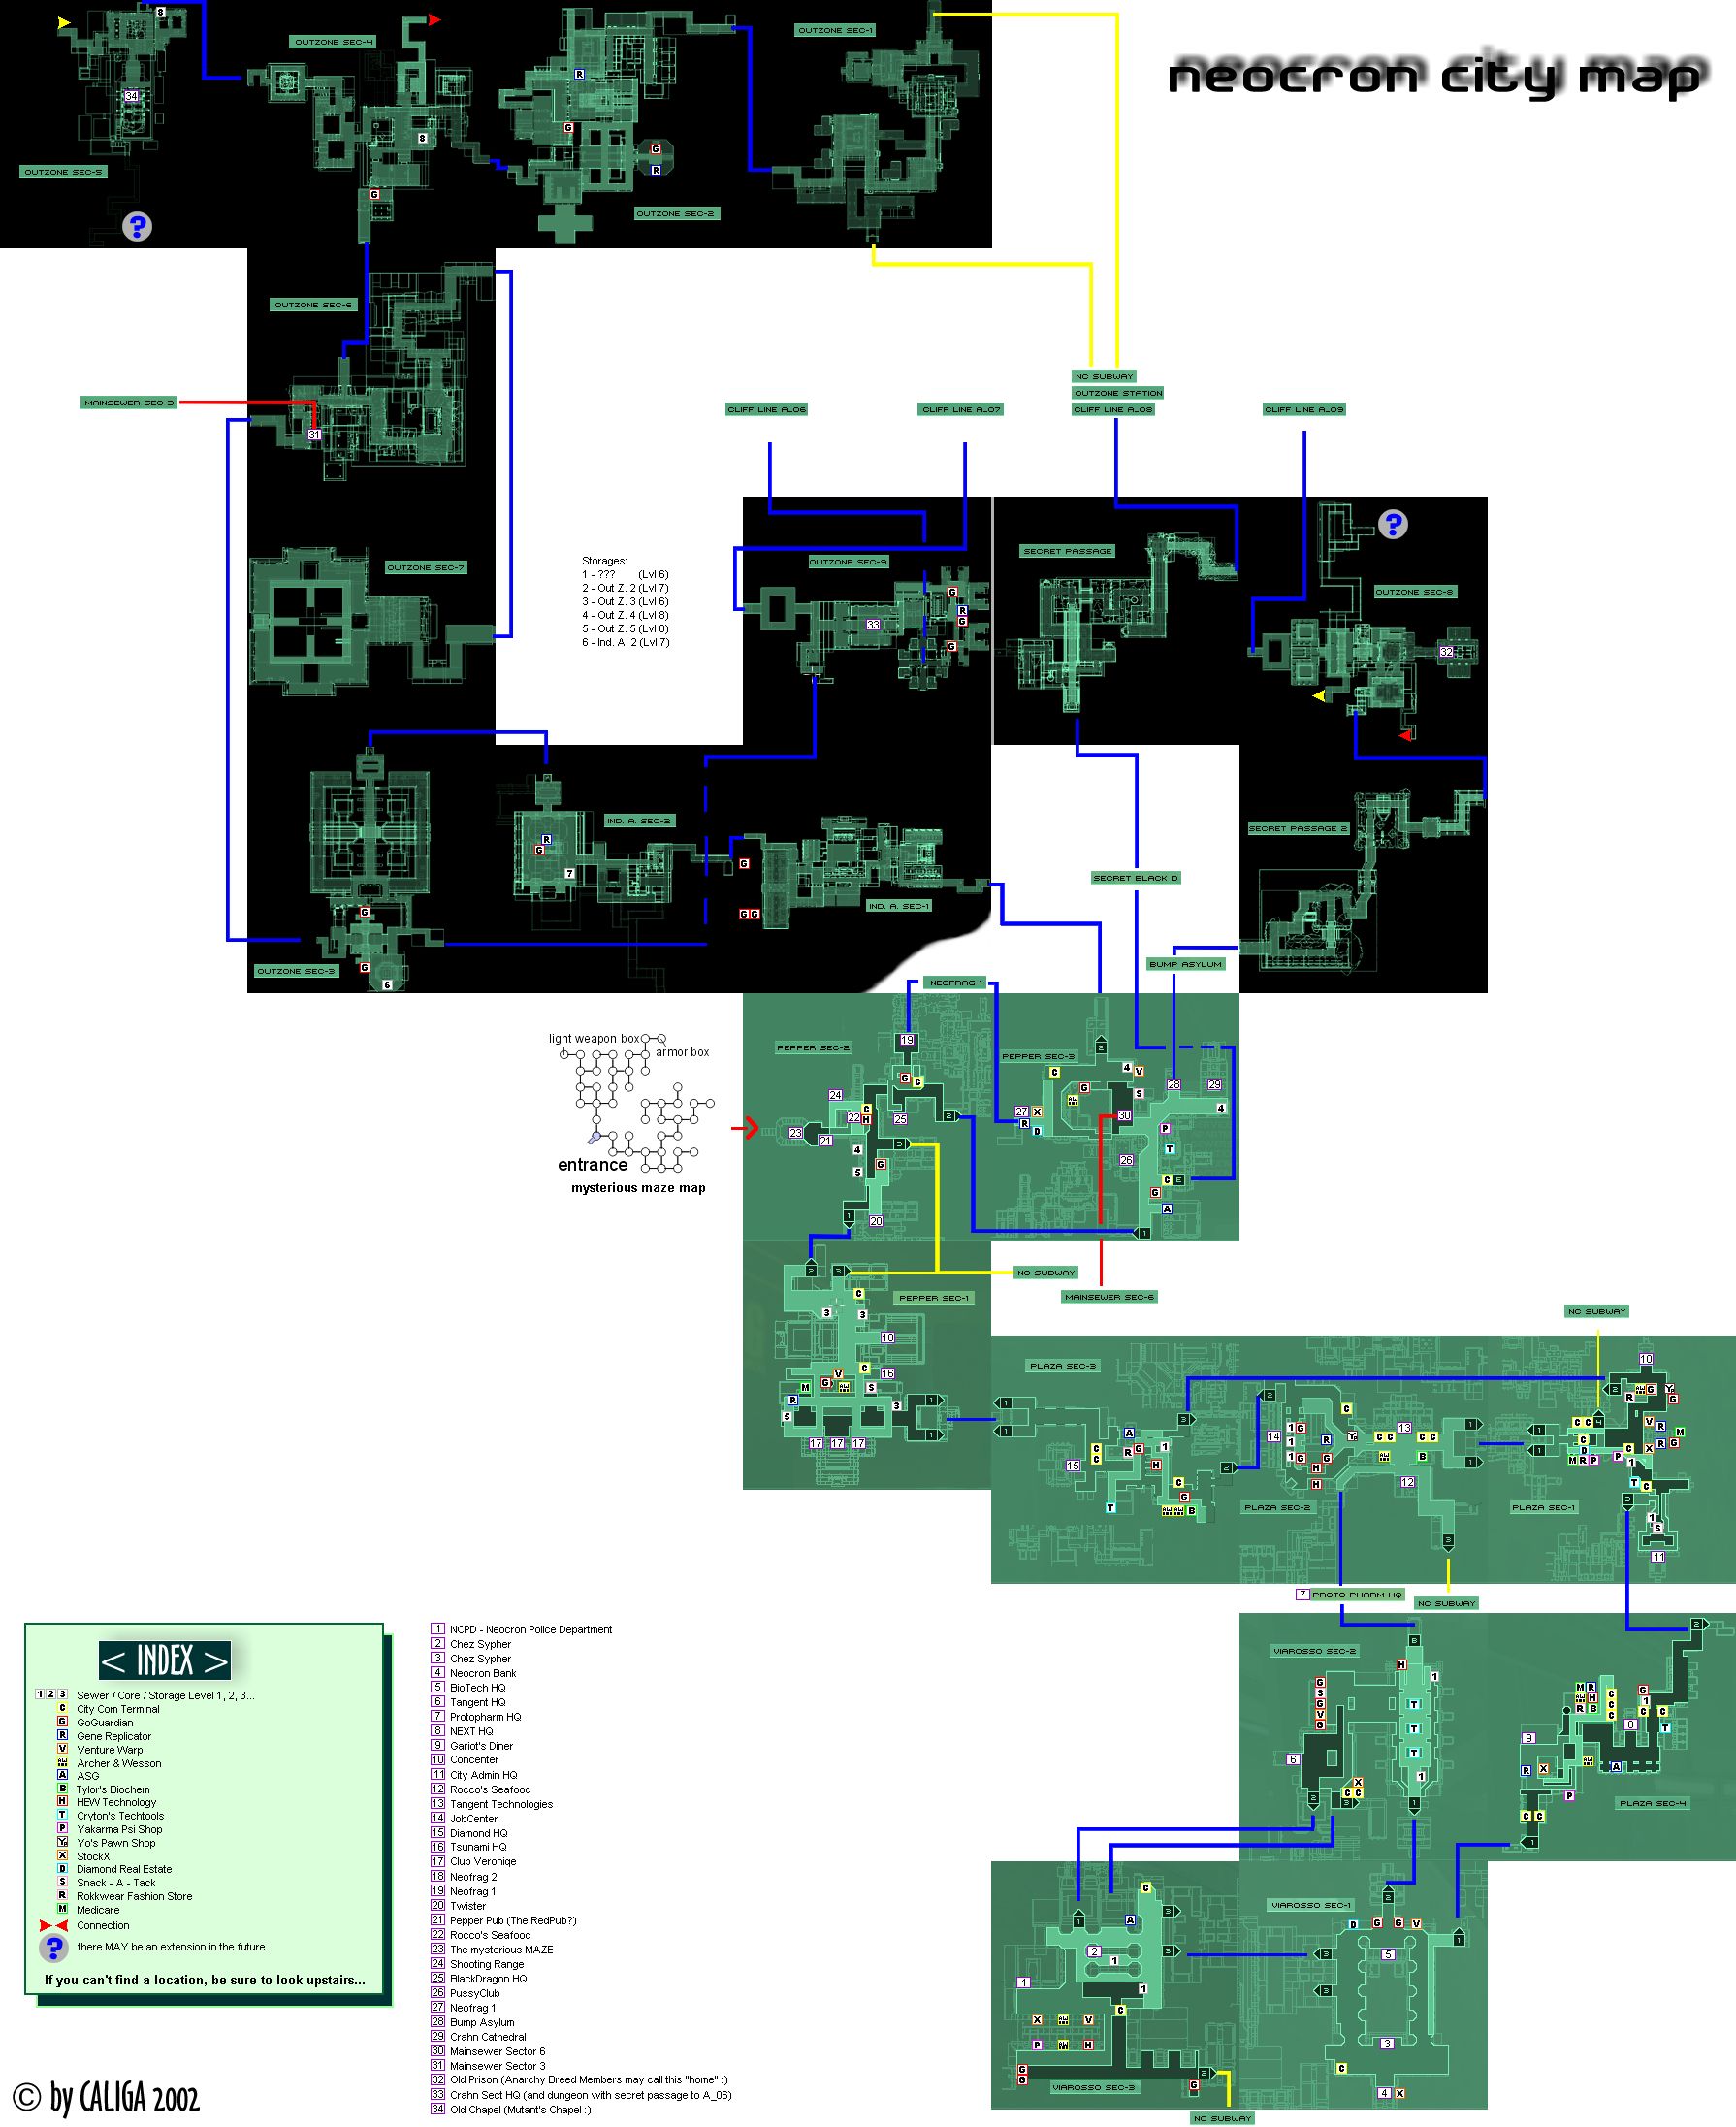 neocron city map
OUTZONE SEC-5
OUTZONE SEC-4
OUTZONE SEC-2
OUTZONE SEC-1
OUTZONE SEC-6
MAINSEWER SEC-3
NC SUBWAY
OUTZONE STATION
CLIFF LINE A_06
CLIFF LINE A_07
CLIFF LINE A_08
CLIFF LINE A_09
OUTZONE SEC-7
Storages:
1 - ??? (Lvl 6)
2 - Out Z. 2 (Lvl 7)
3 - Out Z. 3 (Lvl 6)
4 - Out Z. 4 (Lvl 8)
5 - Out Z. 5 (Lvl 8)
6 - Ind. A. 2 (Lvl 7)
OUTZONE SEC-9
SECRET PASSAGE
OUTZONE SEC-8
IND. A. SEC-2
IND. A. SEC-1
SECRET BLACK D
SECRET PASSAGE 2
OUTZONE SEC-3
BUMP ASYLUM
NEOFRAG 1
PEPPER SEC-2
PEPPER SEC-3
light weapon box
armor box
entrance
mysterious maze map
NC SUBWAY
MAINSEWER SEC-6
PEPPER SEC-1
NC SUBWAY
PLAZA SEC-3
PLAZA SEC-2
PLAZA SEC-1
7 PROTO PHARM HQ
NC SUBWAY
VIAROSSO SEC-2
PLAZA SEC-4
VIAROSSO SEC-1
VIAROSSO SEC-3
NC SUBWAY
< INDEX >
1 2 3 Sewer / Core / Storage Level 1, 2, 3...
C City Com Terminal
G GoGuardian
R Gene Replicator
V Venture Warp
AW Archer & Wesson
A ASG
B Tylor's Biochem
H HEW Technology
T Cryton's Techtools
P Yakarma Psi Shop
Yo Yo's Pawn Shop
X StockX
D Diamond Real Estate
S Snack - A - Tack
R Rokkwear Fashion Store
M Medicare
Connection
? there MAY be an extension in the future
If you can't find a location, be sure to look upstairs...
1 NCPD - Neocron Police Department
2 Chez Sypher
3 Chez Sypher
4 Neocron Bank
5 BioTech HQ
6 Tangent HQ
7 Protopharm HQ
8 NEXT HQ
9 Gariot's Diner
10 Concenter
11 City Admin HQ
12 Rocco's Seafood
13 Tangent Technologies
14 JobCenter
15 Diamond HQ
16 Tsunami HQ
17 Club Veroniqe
18 Neofrag 2
19 Neofrag 1
20 Twister
21 Pepper Pub (The RedPub?)
22 Rocco's Seafood
23 The mysterious MAZE
24 Shooting Range
25 BlackDragon HQ
26 PussyClub
27 Neofrag 1
28 Bump Asylum
29 Crahn Cathedral
30 Mainsewer Sector 6
31 Mainsewer Sector 3
32 Old Prison (Anarchy Breed Members may call this "home" :)
33 Crahn Sect HQ (and dungeon with secret passage to A_06)
34 Old Chapel (Mutant's Chapel :)
© by CALIGA 2002